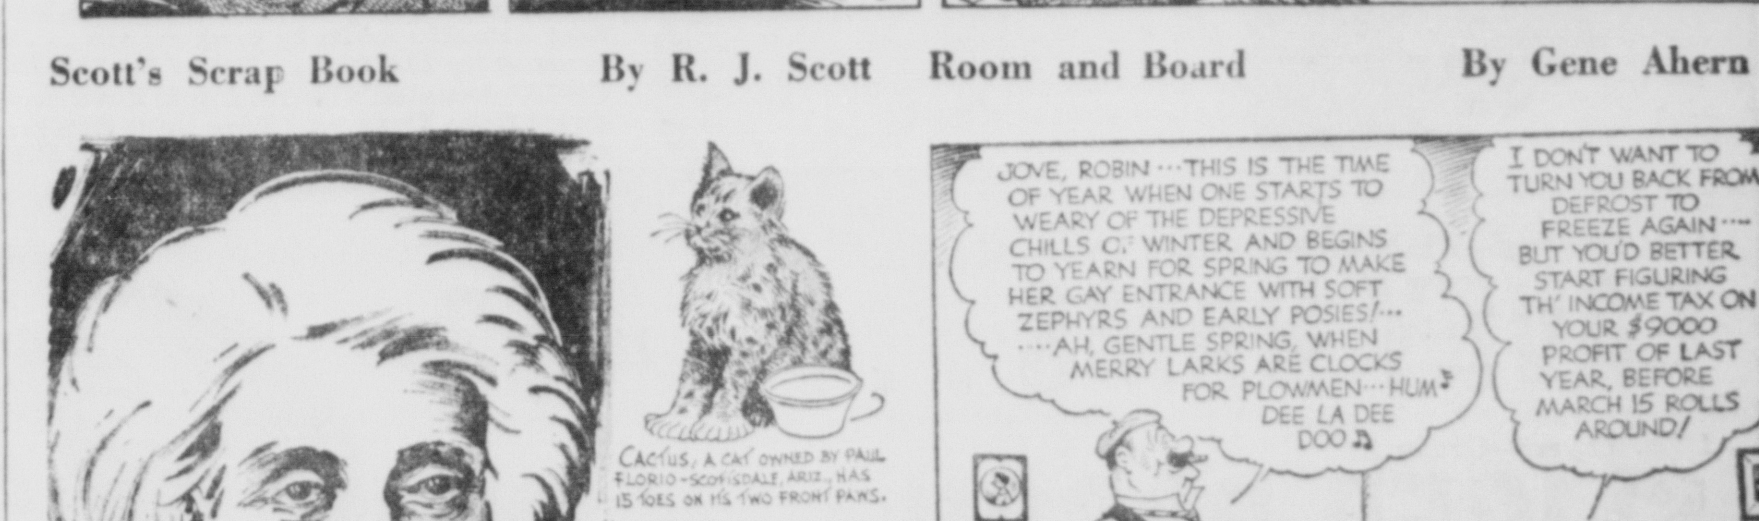 Scott's Scrap Book By R. J. Scott
CACTUS, A CAT OWNED BY PAUL
FLORIO - SCOTTSDALE, ARIZ., HAS
15 TOES ON ITS TWO FRONT PAWS.
Room and Board By Gene Ahern
JOVE, ROBIN ... THIS IS THE TIME
OF YEAR WHEN ONE STARTS TO
WEARY OF THE DEPRESSIVE
CHILLS OF WINTER AND BEGINS
TO YEARN FOR SPRING TO MAKE
HER GAY ENTRANCE WITH SOFT
ZEPHYRS AND EARLY POSIES!...
....AH, GENTLE SPRING, WHEN
MERRY LARKS ARE CLOCKS
FOR PLOWMEN... HUM
DEE LA DEE
DOO
I DON'T WANT TO
TURN YOU BACK FROM
DEFROST TO
FREEZE AGAIN....
BUT YOU'D BETTER
START FIGURING
TH' INCOME TAX ON
YOUR $9000
PROFIT OF LAST
YEAR, BEFORE
MARCH 15 ROLLS
AROUND!